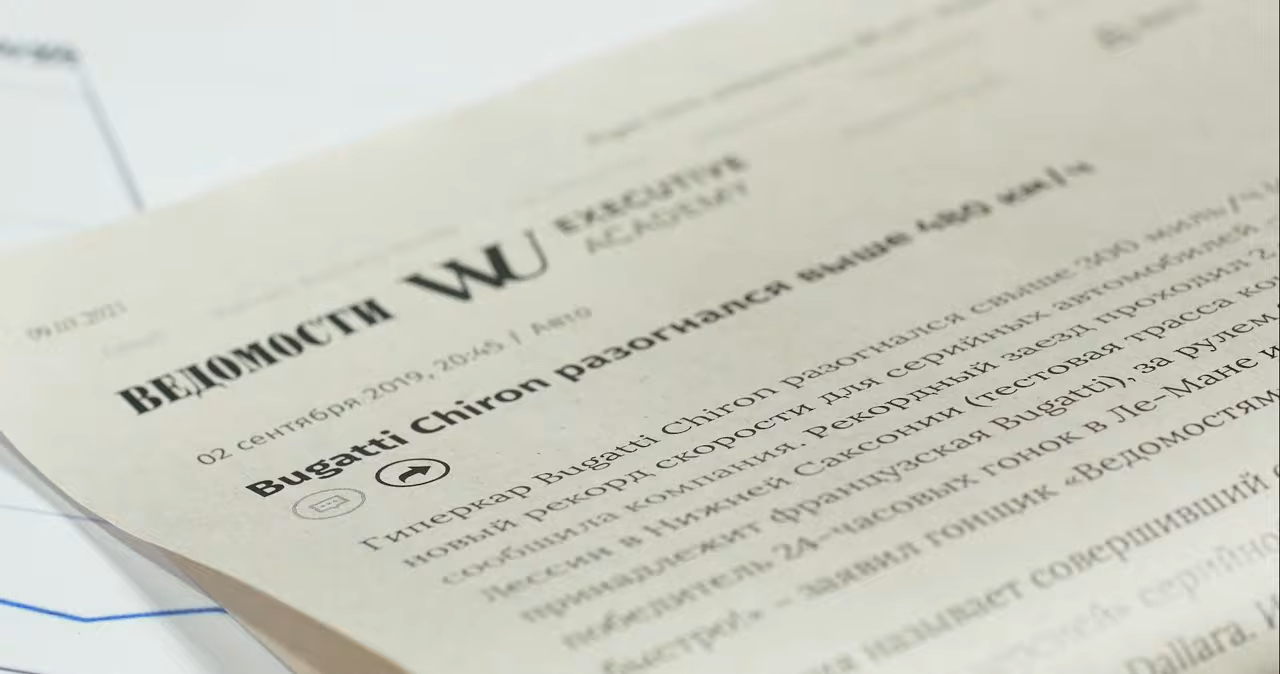 09.03.2021
ВЕДОМОСТИ WU EXECUTIVE
ACADEMY
02 сентября 2019, 20:45 / Авто
Bugatti Chiron разогнался выше 480 км/ч
Гиперкар Bugatti Chiron разогнался свыше 300 миль/ч
новый рекорд скорости для серийных автомобилей
сообщила компания. Рекордный заезд проходил
Лессин в Нижней Саксонии (тестовая трасса
принадлежит французская Bugatti), за рулем
победитель 24-часовых гонок в Ле-Мане и
быстро!» – заявил гонщик «Ведомостям
называет совершивший
серийно
Dallara.